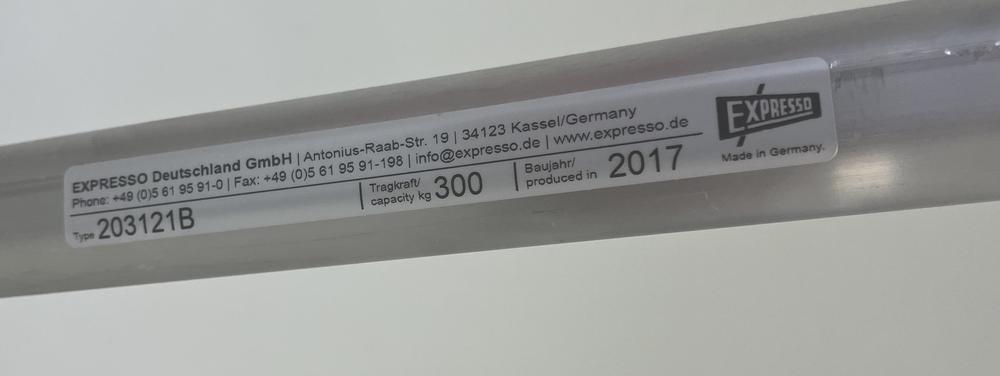 EXPRESSO Deutschland GmbH | Antonius-Raab-Str. 19 | 34123 Kassel/Germany
Phone: +49 (0)5 61 95 91-0 | Fax: +49 (0)5 61 95 91-198 | info@expresso.de | www.expresso.de
Type 203121B
Tragkraft/
capacity kg 300
Baujahr/
produced in 2017
EXPRESSO
Made in Germany.